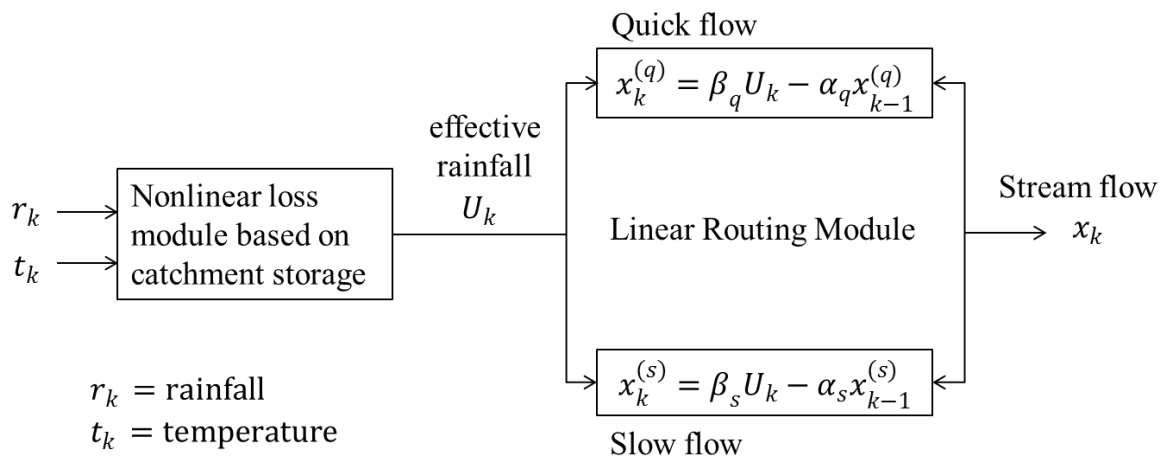 Quick flow
x_k^{(q)} = β_q U_k − α_q x_{k−1}^{(q)}
effective
rainfall
U_k
Nonlinear loss
module based on
catchment storage
r_k
t_k
Linear Routing Module
Stream flow
x_k
x_k^{(s)} = β_s U_k − α_s x_{k−1}^{(s)}
Slow flow
r_k = rainfall
t_k = temperature